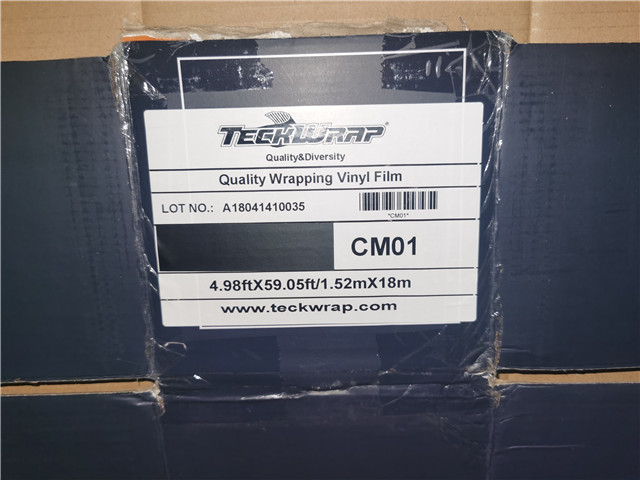 TECKWRAP®
Quality&Diversity
Quality Wrapping Vinyl Film
LOT NO.: A18041410035
*CM01*
CM01
4.98ftX59.05ft/1.52mX18m
www.teckwrap.com